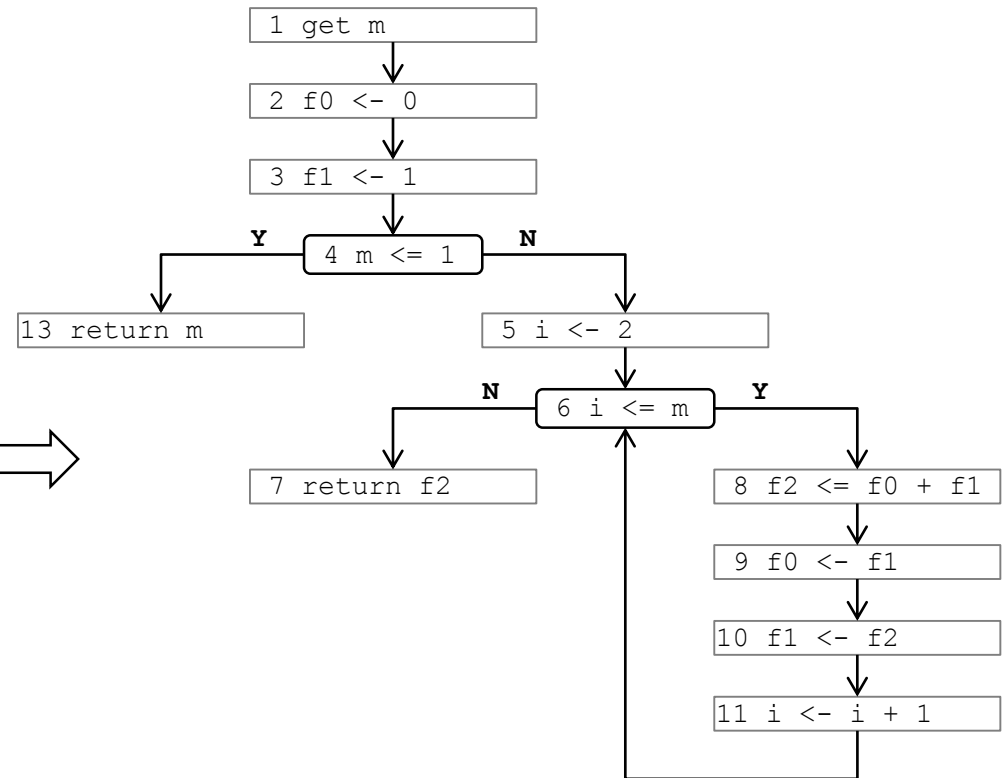 1 get m
2 f0 <- 0
3 f1 <- 1
Y
N
4 m <= 1
13 return m
5 i <- 2
N
Y
6 i <= m
7 return f2
8 f2 <= f0 + f1
9 f0 <- f1
10 f1 <- f2
11 i <- i + 1